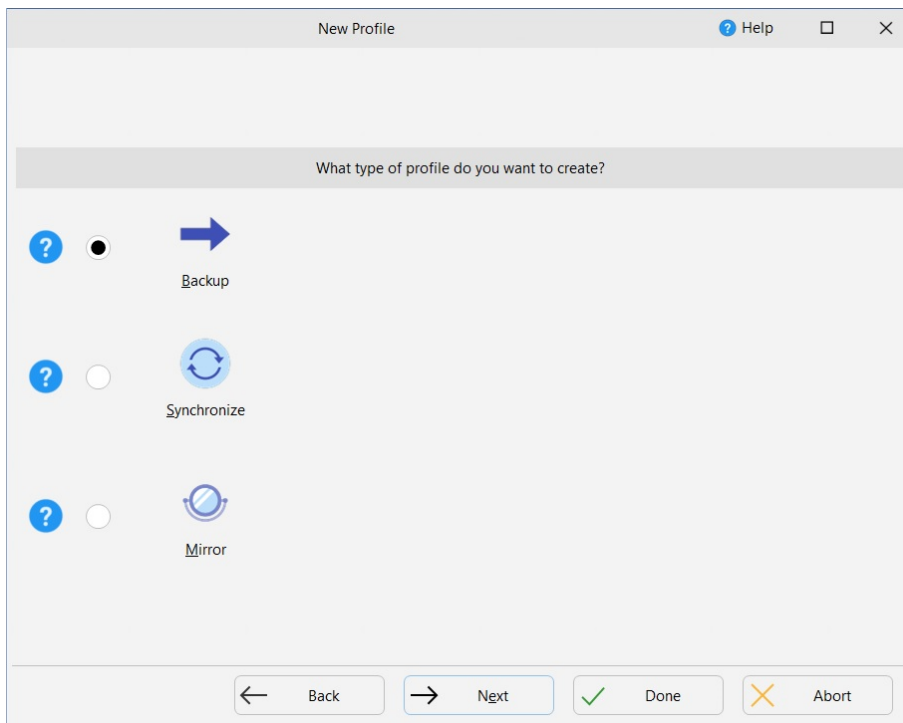 New Profile
Help
What type of profile do you want to create?
?
Backup
?
Synchronize
?
Mirror
Back
Next
Done
Abort